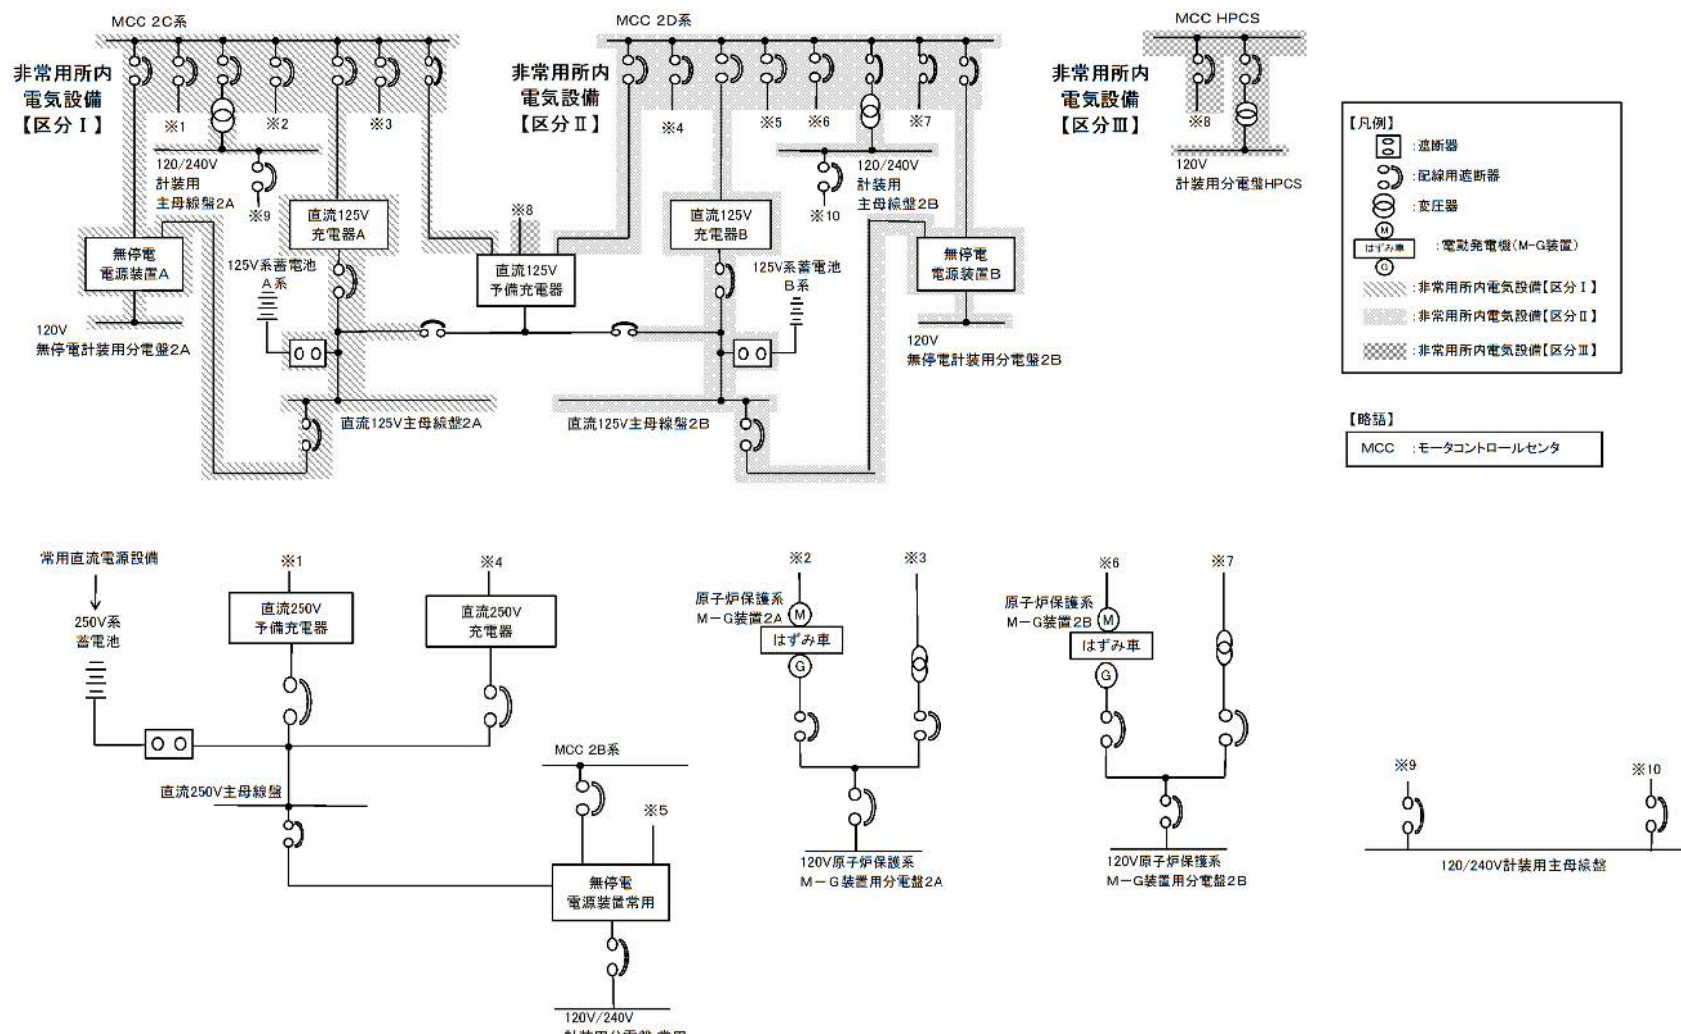 MCC 2C系
MCC 2D系
MCC HPCS
非常用所内
電気設備
【区分Ⅰ】
非常用所内
電気設備
【区分Ⅱ】
非常用所内
電気設備
【区分Ⅲ】
※1
※2
※3
※4
※5
※6
※7
※8
120/240V
計装用
主母線盤2A
※9
※10
120/240V
計装用
主母線盤2B
120V
計装用分電盤HPCS
無停電
電源装置A
直流125V
充電器A
※8
直流125V
予備充電器
直流125V
充電器B
無停電
電源装置B
125V系蓄電池
A系
125V系蓄電池
B系
120V
無停電計装用分電盤2A
120V
無停電計装用分電盤2B
直流125V主母線盤2A
直流125V主母線盤2B
【凡例】
:遮断器
:配線用遮断器
:変圧器
M
はずみ車
G
:電動発電機(M-G装置)
:非常用所内電気設備【区分Ⅰ】
:非常用所内電気設備【区分Ⅱ】
:非常用所内電気設備【区分Ⅲ】
【略語】
MCC :モータコントロールセンタ
常用直流電源設備
250V系
蓄電池
※1
直流250V
予備充電器
※4
直流250V
充電器
直流250V主母線盤
MCC 2B系
※5
無停電
電源装置常用
120V/240V
※2
原子炉保護系
M-G装置2A
M
はずみ車
G
※3
120V原子炉保護系
M-G装置用分電盤2A
※6
原子炉保護系
M-G装置2B
M
はずみ車
G
※7
120V原子炉保護系
M-G装置用分電盤2B
※9
※10
120/240V計装用主母線盤